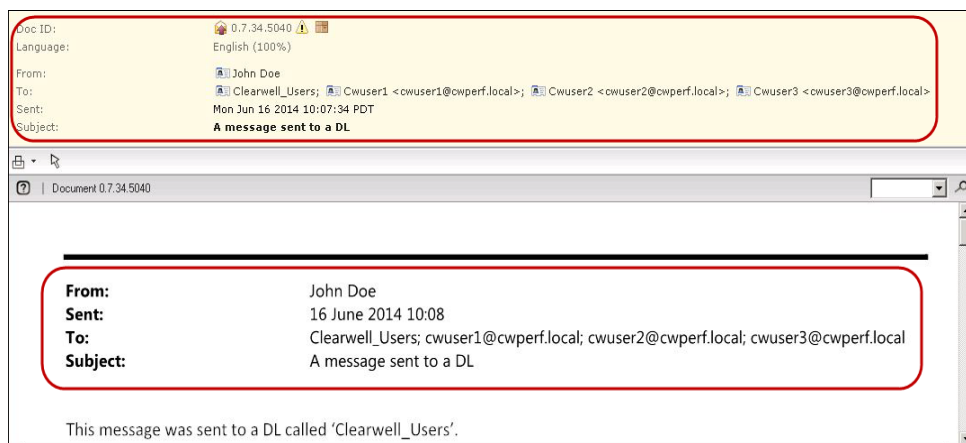 Doc ID: 0.7.34.5040
Language: English (100%)
From: John Doe
To: Clearwell_Users; Cwuser1 <cwuser1@cwperf.local>; Cwuser2 <cwuser2@cwperf.local>; Cwuser3 <cwuser3@cwperf.local>
Sent: Mon Jun 16 2014 10:07:34 PDT
Subject: A message sent to a DL
? | Document 0.7.34.5040
From: John Doe
Sent: 16 June 2014 10:08
To: Clearwell_Users; cwuser1@cwperf.local; cwuser2@cwperf.local; cwuser3@cwperf.local
Subject: A message sent to a DL
This message was sent to a DL called ‘Clearwell_Users’.